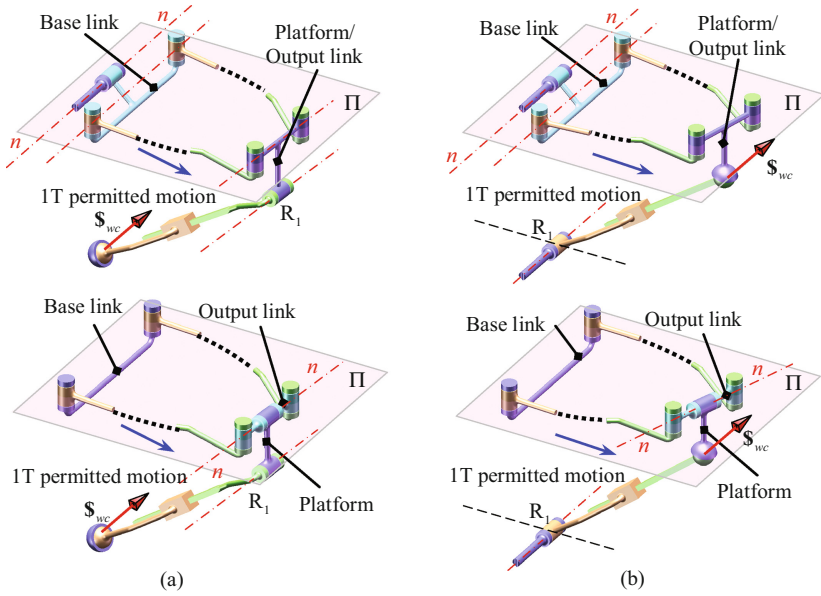 n
Base link
Platform/
Output link
Π
n
1T permitted motion
$wc
R1
n
Base link
Platform/
Output link
Π
n
1T permitted motion
$wc
R1
Base link
Output link
n
Π
1T permitted motion
n
$wc
R1
Platform
Base link
Output link
n
Π
n
$wc
1T permitted motion
R1
Platform
(a)
(b)